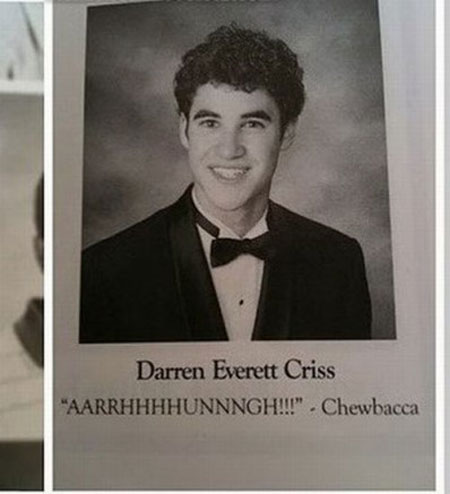 Darren Everett Criss
“AARRHHHHUNNNGH!!!” - Chewbacca